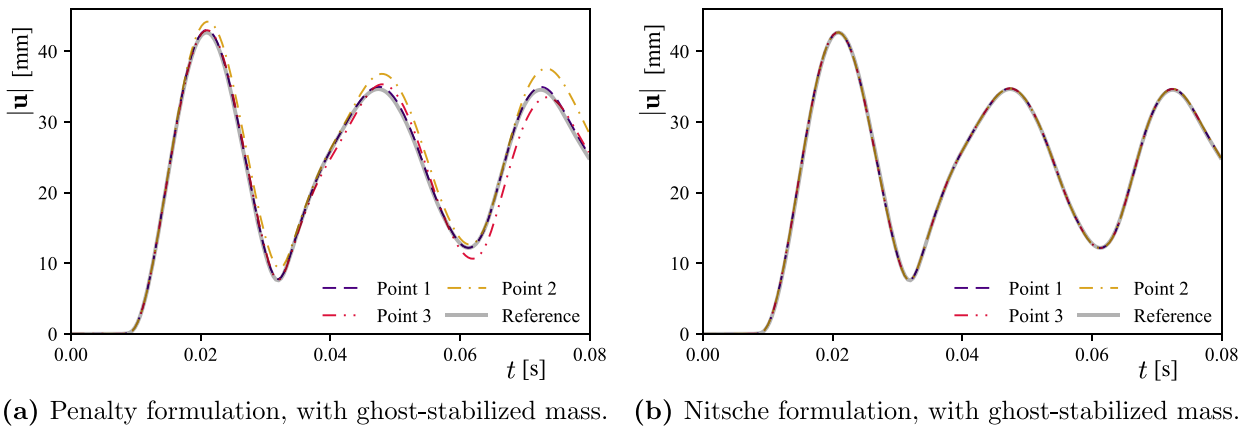 |u| [mm]
40
30
20
10
0
0.00 0.02 0.04 0.06 0.08
t [s]
Point 1 Point 2
Point 3 Reference
(a) Penalty formulation, with ghost-stabilized mass.
|u| [mm]
40
30
20
10
0
0.00 0.02 0.04 0.06 0.08
t [s]
Point 1 Point 2
Point 3 Reference
(b) Nitsche formulation, with ghost-stabilized mass.